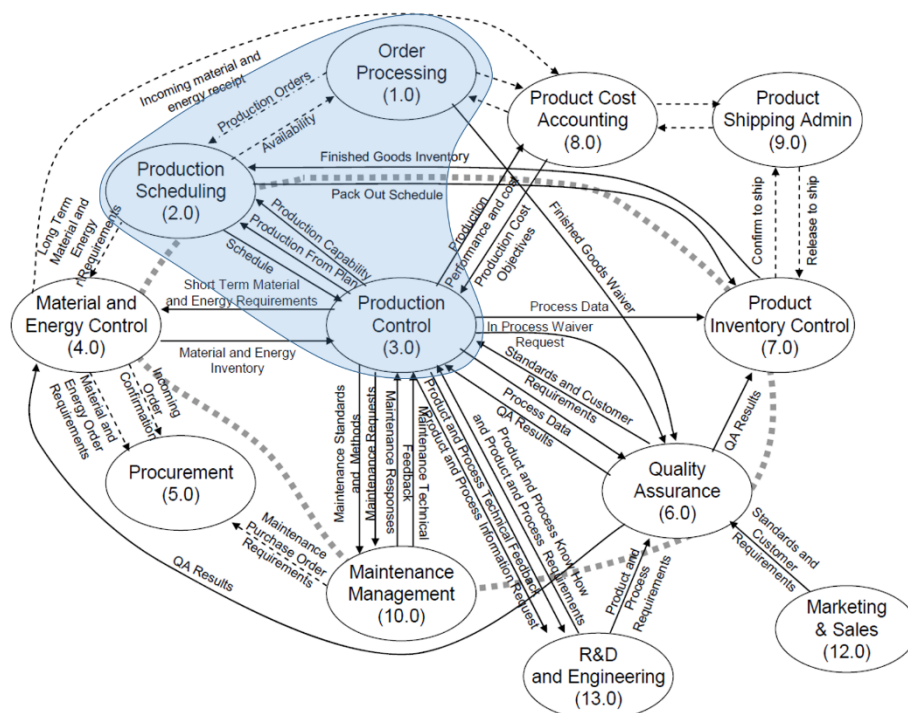 Order
Processing
(1.0)
Incoming material and
energy receipt
Production Orders
Availability
Product Cost
Accounting
(8.0)
Product
Shipping Admin
(9.0)
Production
Scheduling
(2.0)
Finished Goods Inventory
Pack Out Schedule
Long Term
Material and
Energy
Requirements
Production Capability
Production From Plan
Schedule
Production
Performance and cost
Production Cost
Objectives
Finished Goods Waiver
Confirm to ship
Release to ship
Material and
Energy Control
(4.0)
Short Term Material
and Energy Requirements
Material and Energy
Inventory
Production
Control
(3.0)
Process Data
In Process Waiver
Request
Product
Inventory Control
(7.0)
Standards and Customer
Requirements
Process Data
QA Results
QA Results
Material and
Energy Order
Requirements
Incoming
Order
Confirmation
Procurement
(5.0)
Maintenance Standards
and Methods
Maintenance Requests
Maintenance Responses
Maintenance Technical
Feedback
Product and Process Technical Feedback
Product and Process Information Request
Product and Process Know How
and Product and Process Requirements
Quality
Assurance
(6.0)
Maintenance
Purchase Order
Requirements
QA Results
Maintenance
Management
(10.0)
Product and
Process
Requirements
Standards and
Customer
Requirements
Marketing
& Sales
(12.0)
R&D
and Engineering
(13.0)